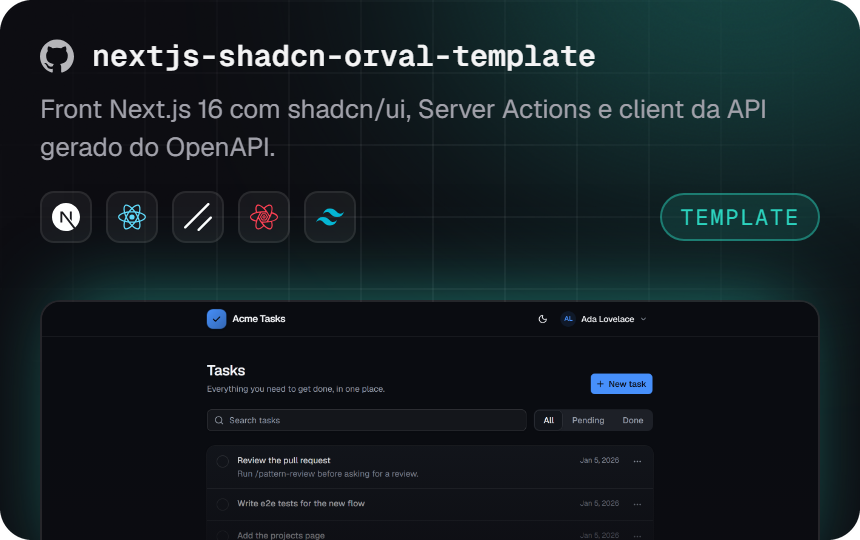 nextjs-shadcn-orval-template
Front Next.js 16 com shadcn/ui, Server Actions e client da API
gerado do OpenAPI.
N
TEMPLATE
Acme Tasks
AL Ada Lovelace
Tasks
Everything you need to get done, in one place.
+ New task
Search tasks
All Pending Done
Review the pull request Jan 5, 2026 ...
Run /pattern-review before asking for a review.
Write e2e tests for the new flow Jan 5, 2026 ...
Add the projects page Jan 5, 2026 ...